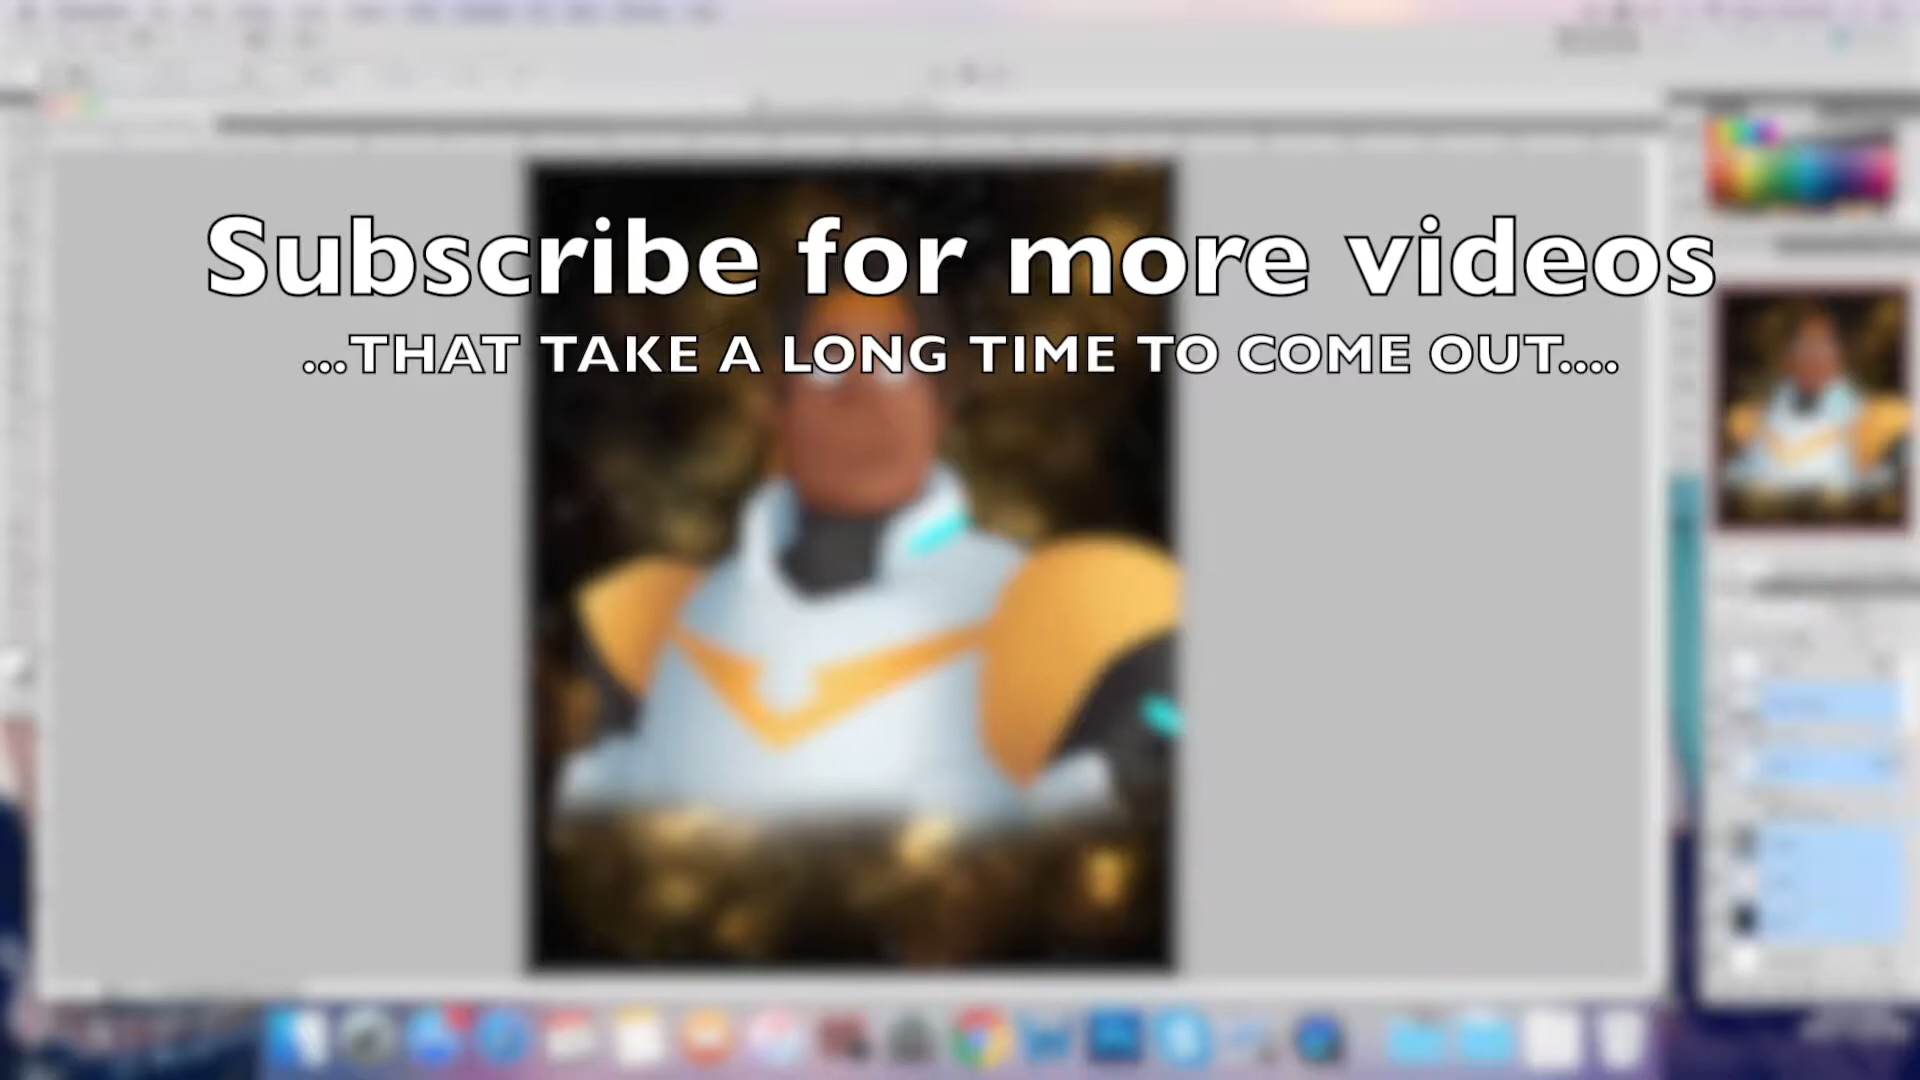 Subscribe for more videos
...THAT TAKE A LONG TIME TO COME OUT....